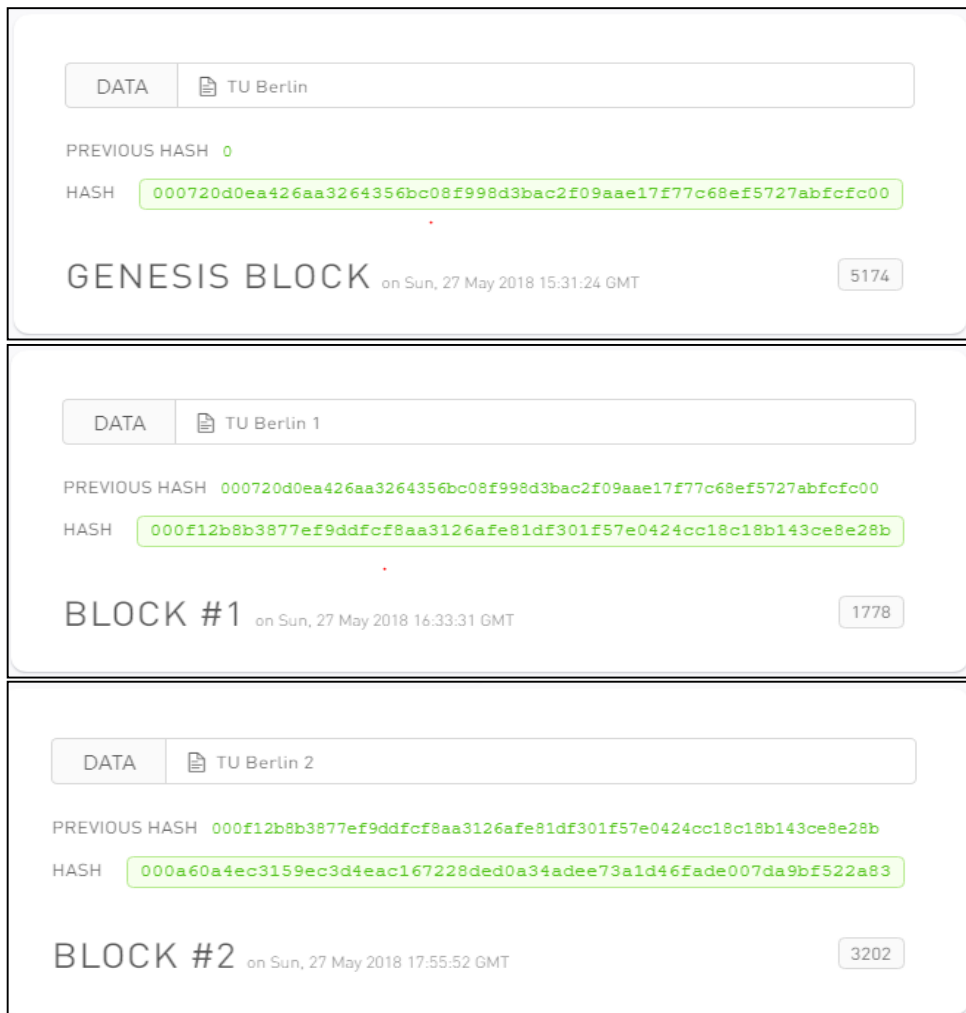 DATA TU Berlin
PREVIOUS HASH 0
HASH 000720d0ea426aa3264356bc08f998d3bac2f09aae17f77c68ef5727abfcfc00
GENESIS BLOCK on Sun, 27 May 2018 15:31:24 GMT 5174
DATA TU Berlin 1
PREVIOUS HASH 000720d0ea426aa3264356bc08f998d3bac2f09aae17f77c68ef5727abfcfc00
HASH 000f12b8b3877ef9ddfcf8aa3126afe81df301f57e0424cc18c18b143ce8e28b
BLOCK #1 on Sun, 27 May 2018 16:33:31 GMT 1778
DATA TU Berlin 2
PREVIOUS HASH 000f12b8b3877ef9ddfcf8aa3126afe81df301f57e0424cc18c18b143ce8e28b
HASH 000a60a4ec3159ec3d4eac167228ded0a34adee73a1d46fade007da9bf522a83
BLOCK #2 on Sun, 27 May 2018 17:55:52 GMT 3202